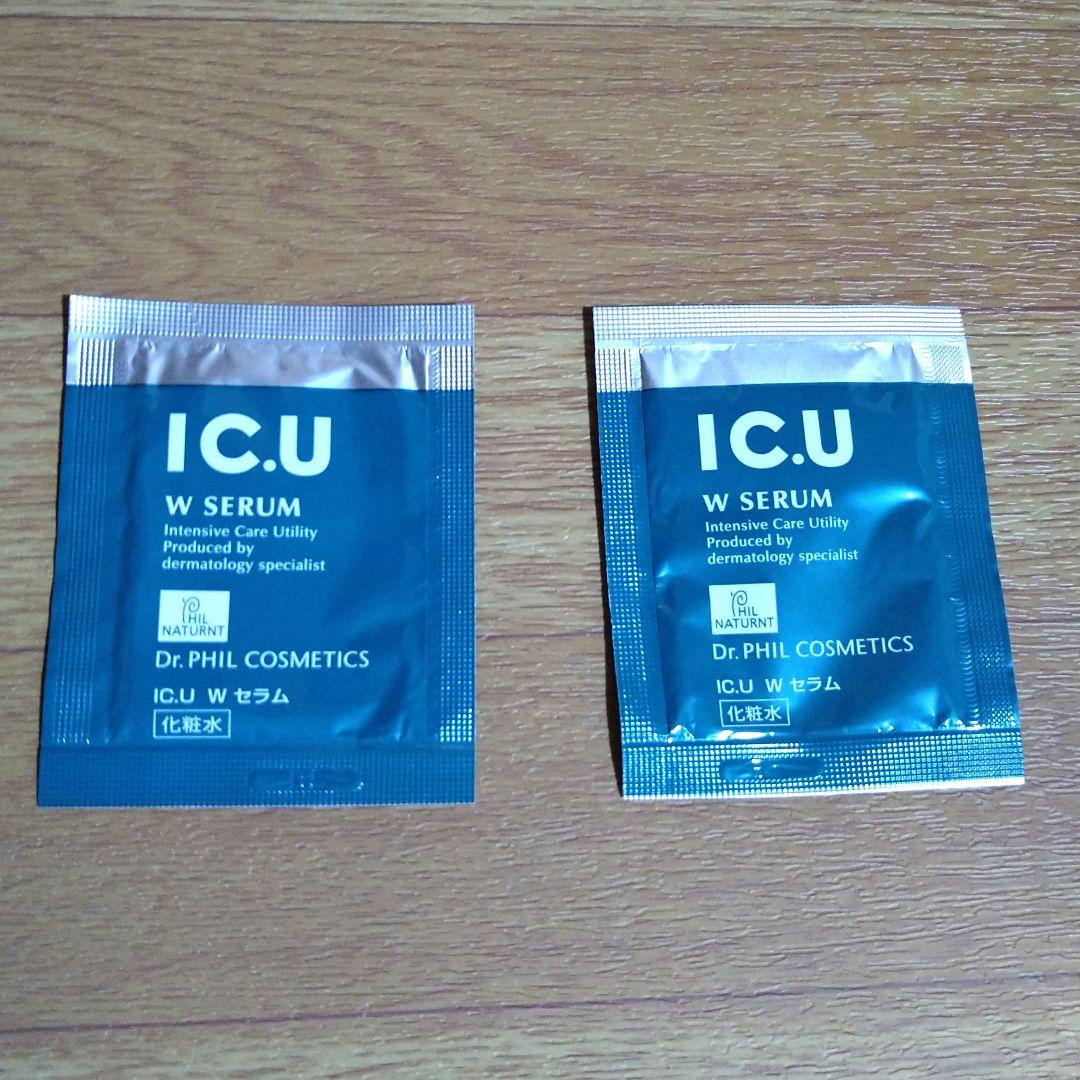 IC.U
W SERUM
Intensive Care Utility
Produced by
dermatology specialist
PHIL
NATURNT
Dr. PHIL COSMETICS
IC.U W セラム
化粧水
IC.U
W SERUM
Intensive Care Utility
Produced by
dermatology specialist
PHIL
NATURNT
Dr. PHIL COSMETICS
IC.U W セラム
化粧水